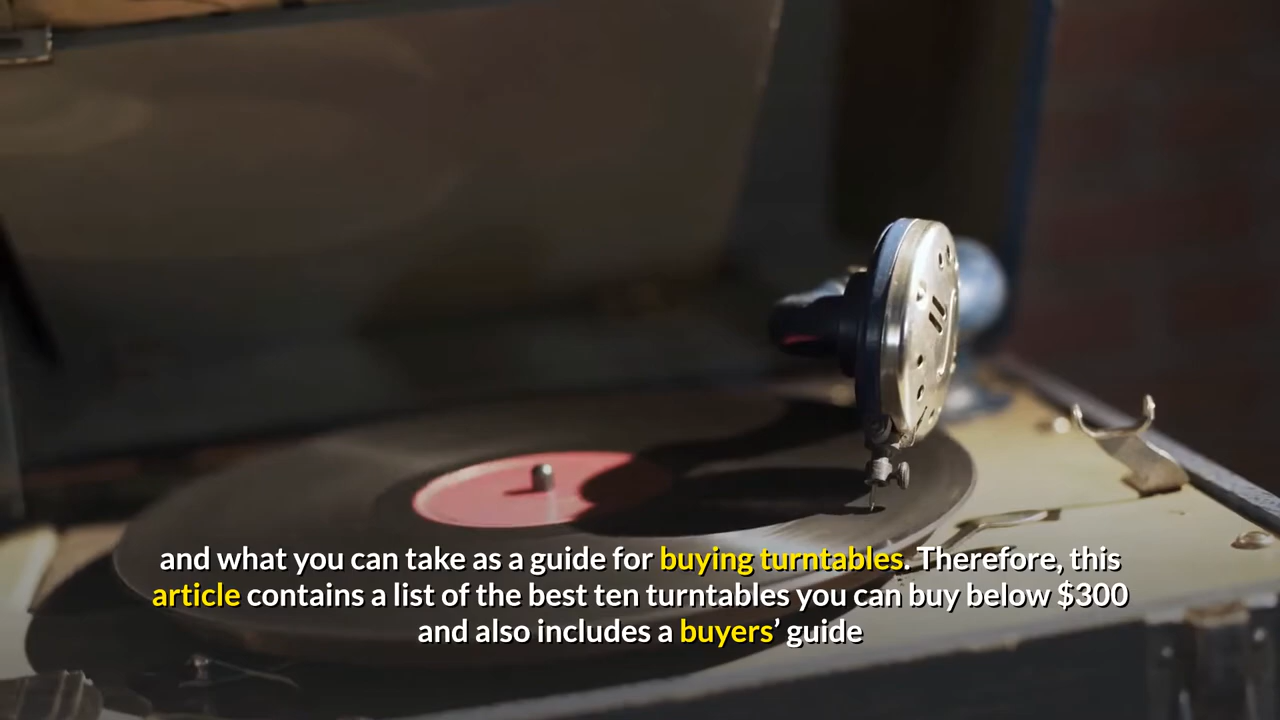 and what you can take as a guide for buying turntables. Therefore, this
article contains a list of the best ten turntables you can buy below $300
and also includes a buyers’ guide